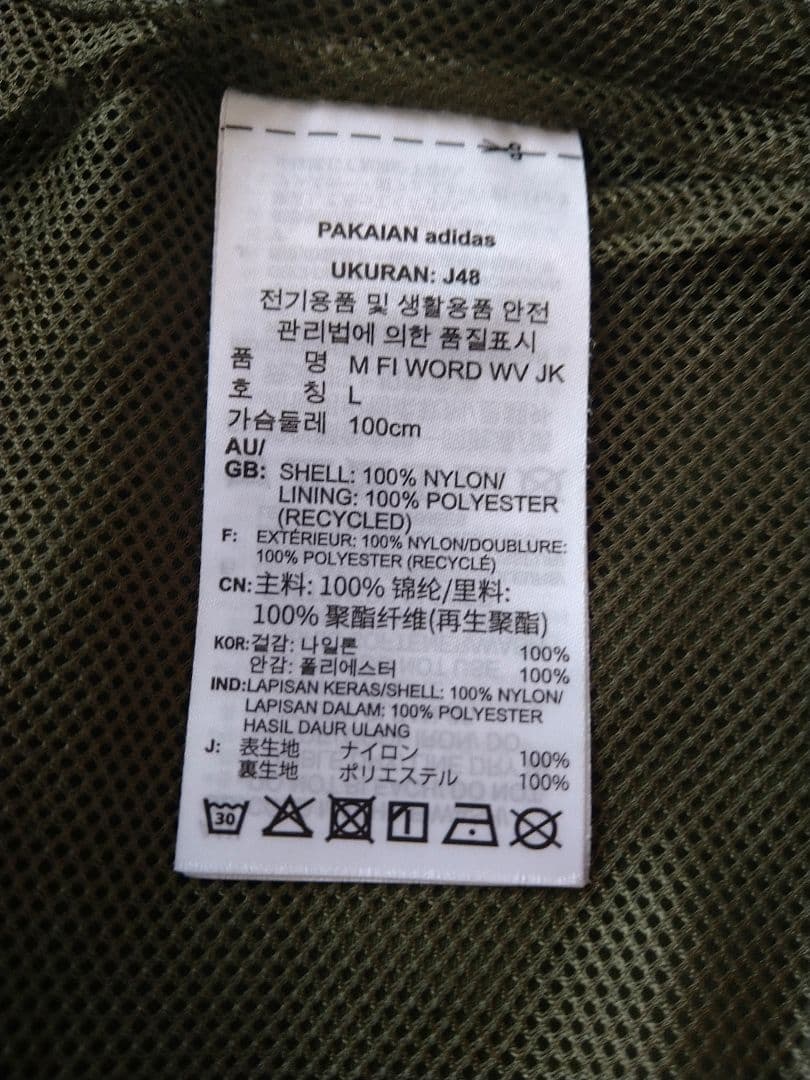 PAKAIAN adidas
UKURAN: J48
전기용품 및 생활용품 안전
관리법에 의한 품질표시
품 명 M FI WORD WV JK
호 칭 L
가슴둘레 100cm
AU/
GB: SHELL: 100% NYLON/
LINING: 100% POLYESTER
(RECYCLED)
F: EXTÉRIEUR: 100% NYLON/DOUBLURE:
100% POLYESTER (RECYCLÉ)
CN:主料: 100% 锦纶/里料:
100% 聚酯纤维(再生聚酯)
KOR:겉감: 나일론 100%
안감: 폴리에스터 100%
IND:LAPISAN KERAS/SHELL: 100% NYLON/
LAPISAN DALAM: 100% POLYESTER
HASIL DAUR ULANG
J: 表生地 ナイロン 100%
裏生地 ポリエステル 100%
30